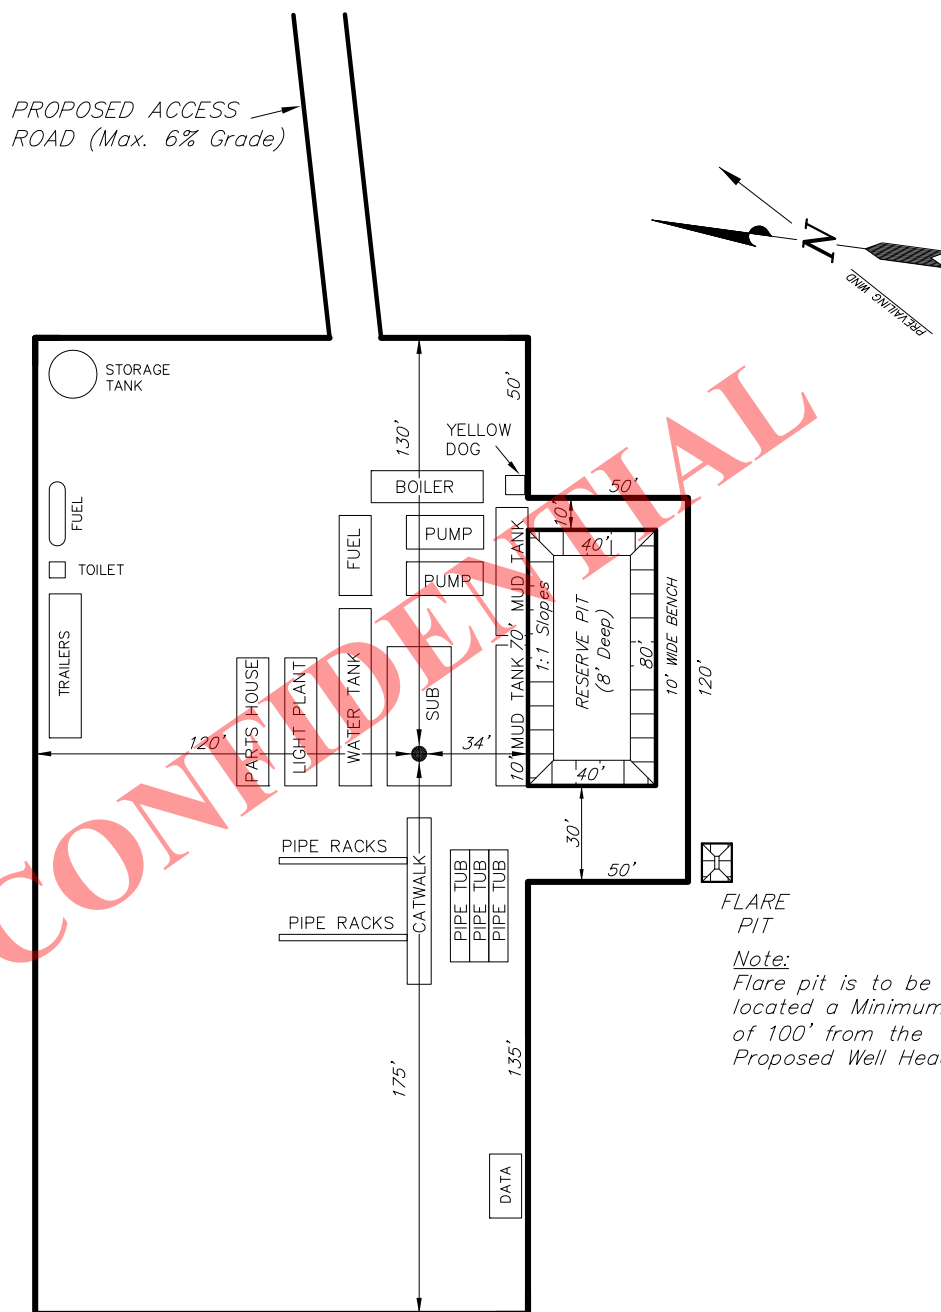 PROPOSED ACCESS
ROAD (Max. 6% Grade)
N
PREVAILING WIND
STORAGE
TANK
50'
130'
YELLOW
DOG
BOILER
50'
10'
FUEL
FUEL
PUMP
MUD TANK
40'
TOILET
PUMP
70'
1:1 Slopes
RESERVE PIT
(8' Deep)
80'
10' WIDE BENCH
120'
TRAILERS
PARTS HOUSE
LIGHT PLANT
WATER TANK
SUB
MUD TANK
120'
34'
10'
40'
30'
PIPE RACKS
CATWALK
PIPE TUB
PIPE TUB
PIPE TUB
50'
PIPE RACKS
FLARE
PIT
Note:
Flare pit is to be
located a Minimum
of 100' from the
Proposed Well Hea
175'
135'
DATA
CONFIDENTIAL